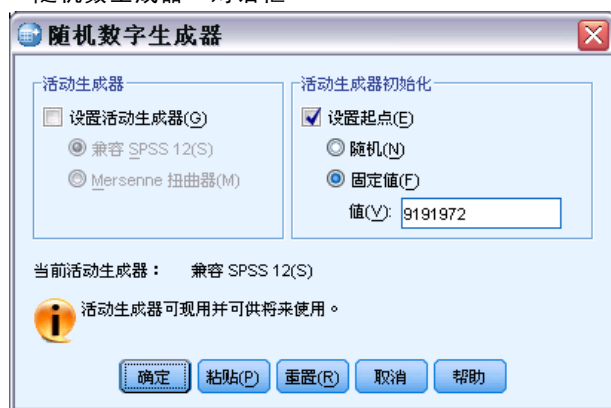 随机数字生成器
活动生成器
设置活动生成器(G)
兼容 SPSS 12(S)
Mersenne 扭曲器(M)
活动生成器初始化
设置起点(E)
随机(N)
固定值(F)
值(V): 9191972
当前活动生成器： 兼容 SPSS 12(S)
活动生成器可现用并可供将来使用。
确定 粘贴(P) 重置(R) 取消 帮助